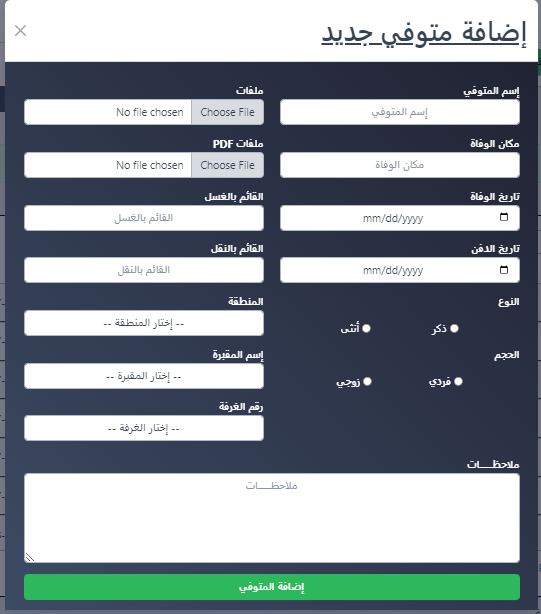 إضافة متوفي جديد
×
إسم المتوفي
إسم المتوفي
ملفات
Choose File No file chosen
مكان الوفاة
مكان الوفاة
ملفات PDF
Choose File No file chosen
تاريخ الوفاة
mm/dd/yyyy
القائم بالغسل
القائم بالغسل
تاريخ الدفن
mm/dd/yyyy
القائم بالنقل
القائم بالنقل
النوع
ذكر
أنثى
المنطقة
-- إختار المنطقة --
الحجم
فردي
زوجي
إسم المقبرة
-- إختار المقبرة --
رقم الغرفة
-- إختار الغرفة --
ملاحظـــــات
ملاحظـــــات
إضافة المتوفي